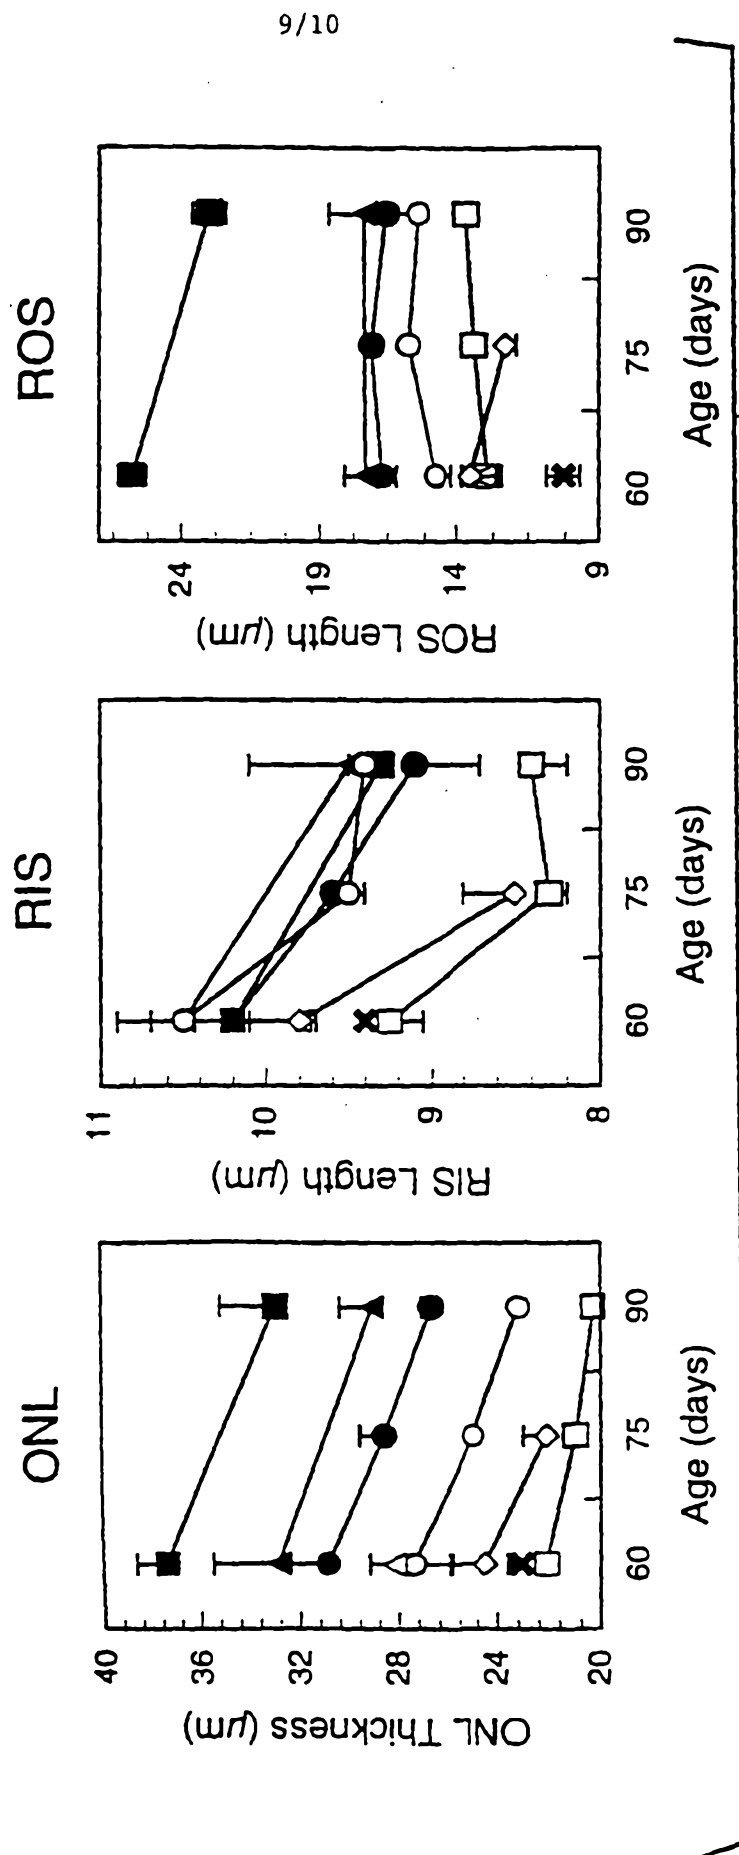 9/10
ONL
ONL Thickness (μm)
40
36
32
28
24
20
60
75
90
Age (days)
RIS
RIS Length (μm)
11
10
9
8
60
75
90
Age (days)
ROS
ROS Length (μm)
24
19
14
9
60
75
90
Age (days)